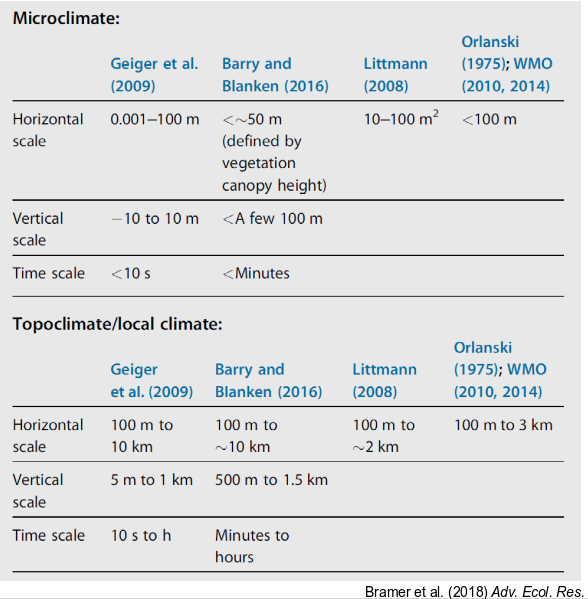 Microclimate:
Geiger et al. (2009) Barry and Blanken (2016) Littmann (2008) Orlanski (1975); WMO (2010, 2014)
Horizontal scale 0.001–100 m <~50 m (defined by vegetation canopy height) 10–100 m² <100 m
Vertical scale −10 to 10 m <A few 100 m
Time scale <10 s <Minutes
Topoclimate/local climate:
Geiger et al. (2009) Barry and Blanken (2016) Littmann (2008) Orlanski (1975); WMO (2010, 2014)
Horizontal scale 100 m to 10 km 100 m to ~10 km 100 m to ~2 km 100 m to 3 km
Vertical scale 5 m to 1 km 500 m to 1.5 km
Time scale 10 s to h Minutes to hours
Bramer et al. (2018) Adv. Ecol. Res.